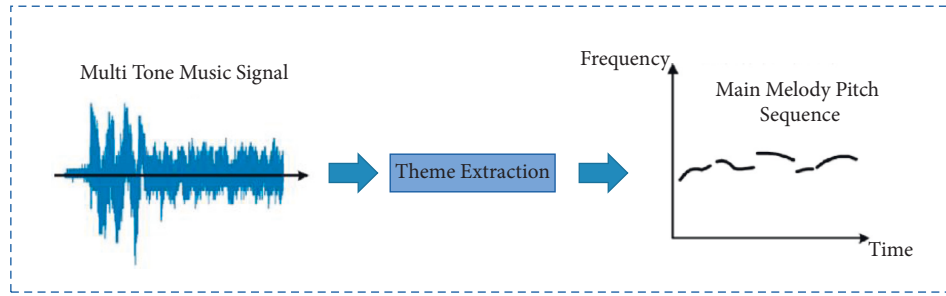 Multi Tone Music Signal
Theme Extraction
Frequency
Main Melody Pitch
Sequence
Time